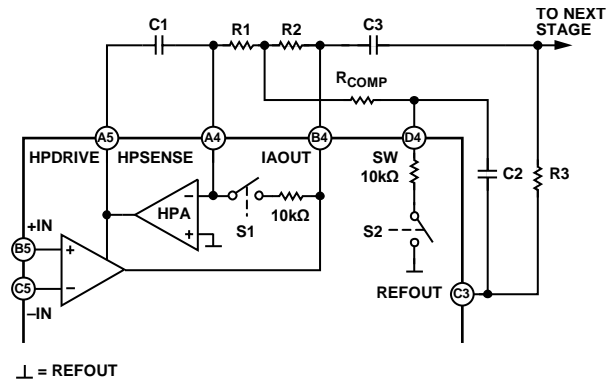 TO NEXT
STAGE
C1
R1
R2
C3
RCOMP
A5
A4
B4
D4
HPDRIVE
HPSENSE
IAOUT
SW
10kΩ
C2
R3
HPA
–
+
10kΩ
S1
S2
+IN
B5
+
C5
–
–IN
REFOUT
C3
⊥ = REFOUT